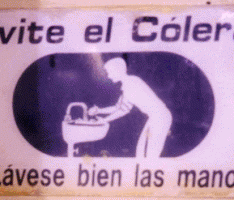 vite el Cóler
ávese bien las mano